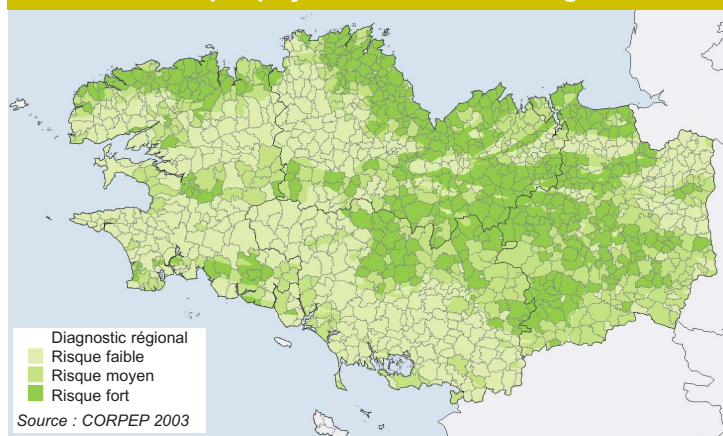 Diagnostic régional
Risque faible
Risque moyen
Risque fort
Source : CORPEP 2003